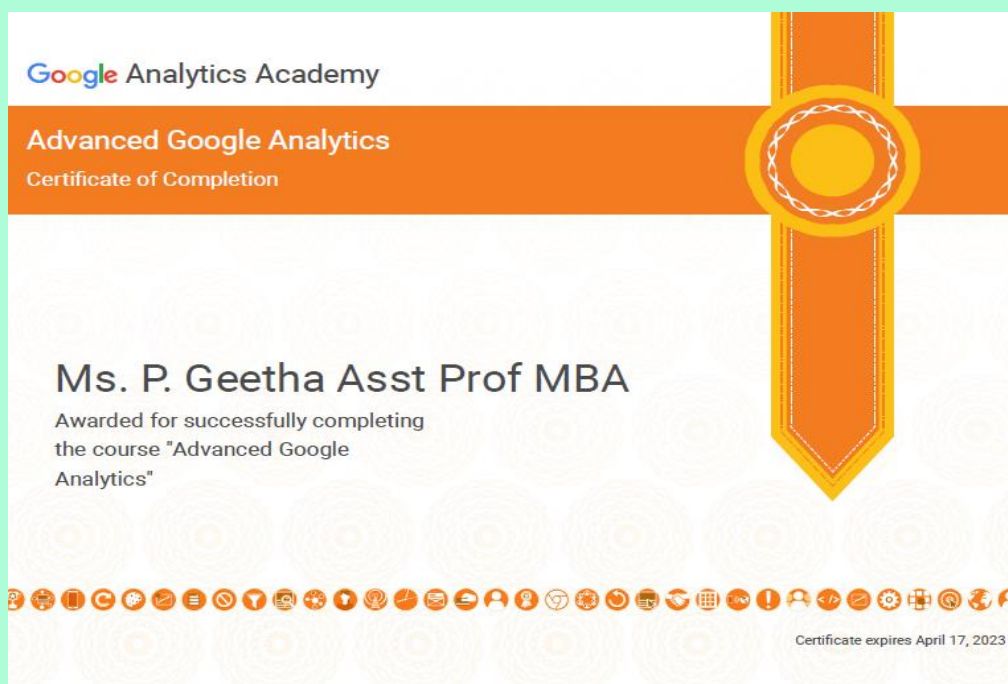 Google Analytics Academy
Advanced Google Analytics
Certificate of Completion
Ms. P. Geetha Asst Prof MBA
Awarded for successfully completing
the course "Advanced Google
Analytics"
Certificate expires April 17, 2023